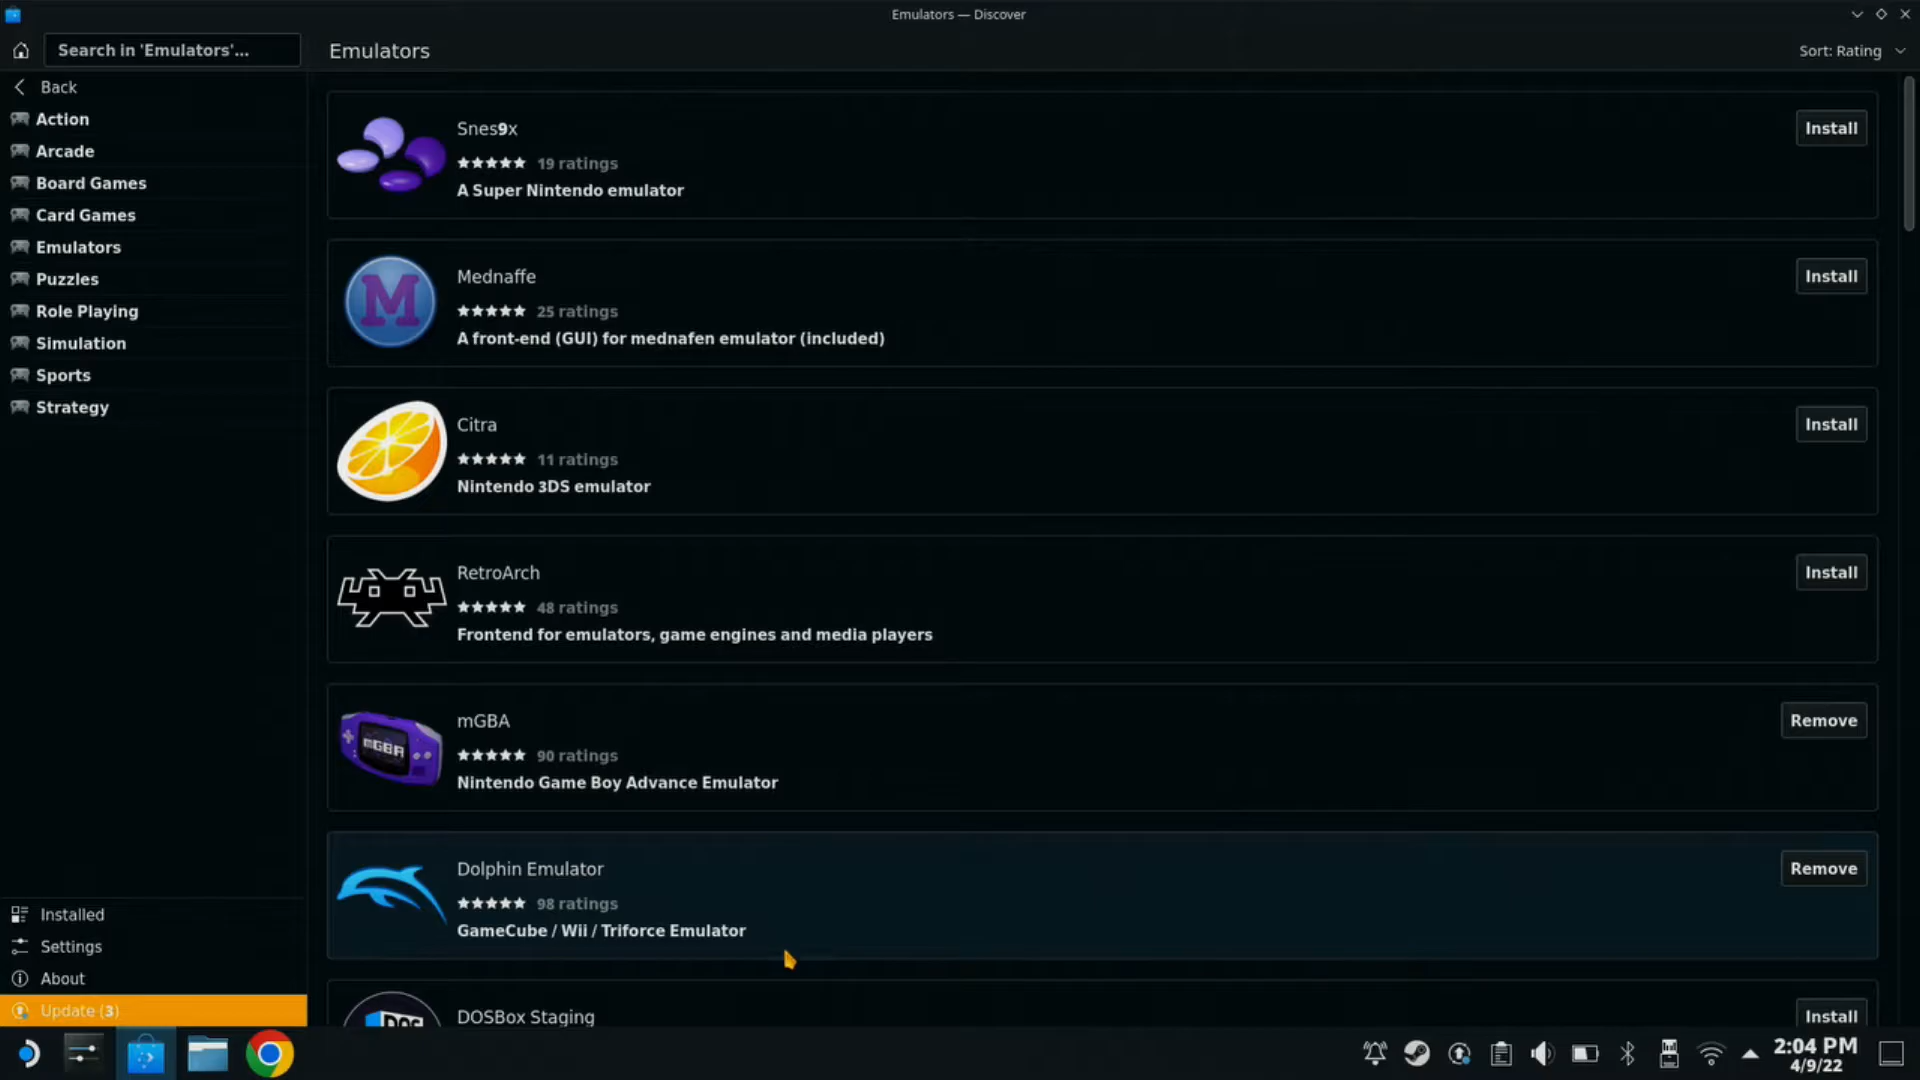 Emulators — Discover
Search in 'Emulators'...
Emulators
Sort: Rating
Back
Action
Arcade
Board Games
Card Games
Emulators
Puzzles
Role Playing
Simulation
Sports
Strategy
Installed
Settings
About
Update (3)
Snes9x
Install
19 ratings
A Super Nintendo emulator
Mednaffe
Install
M
25 ratings
A front-end (GUI) for mednafen emulator (included)
Citra
Install
11 ratings
Nintendo 3DS emulator
RetroArch
Install
48 ratings
Frontend for emulators, game engines and media players
mGBA
Remove
mGBA
90 ratings
Nintendo Game Boy Advance Emulator
Dolphin Emulator
Remove
98 ratings
GameCube / Wii / Triforce Emulator
DOSBox Staging
Install
DOS
2:04 PM
4/9/22